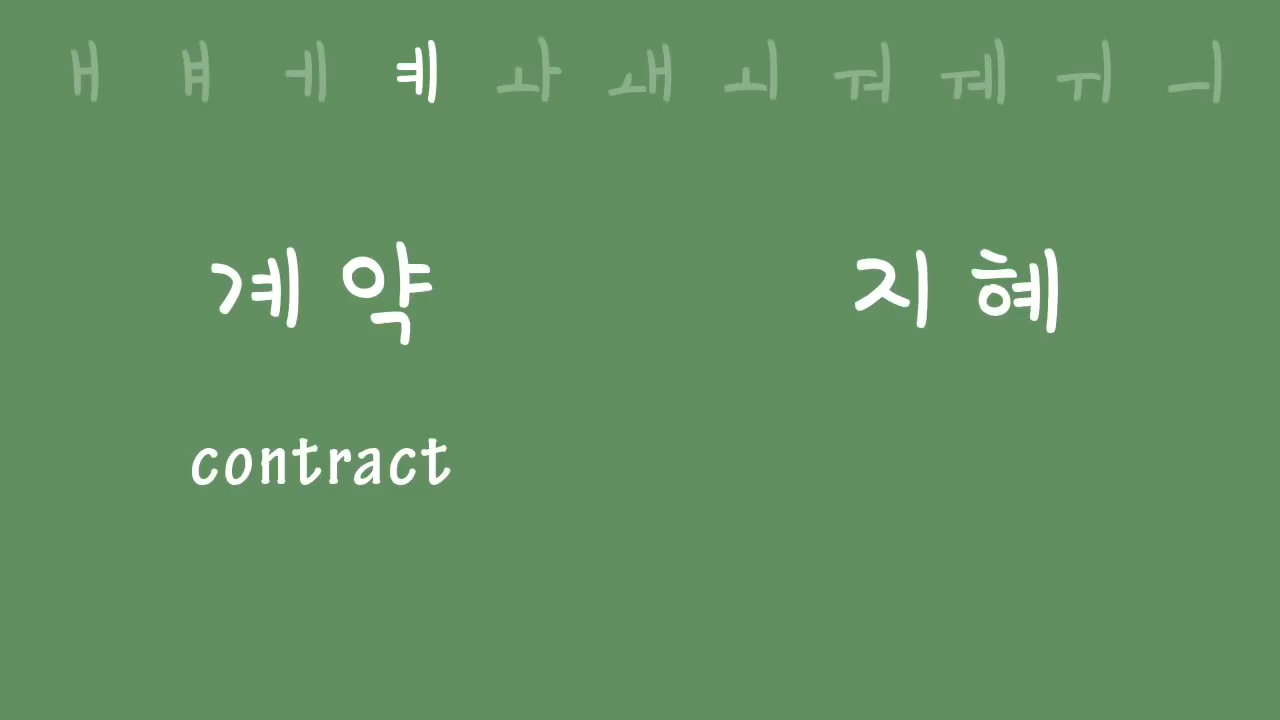 ㅐ ㅒ ㅔ ㅖ ㅘ ㅙ ㅚ ㅝ ㅞ ㅟ ㅢ
계약 지혜
contract